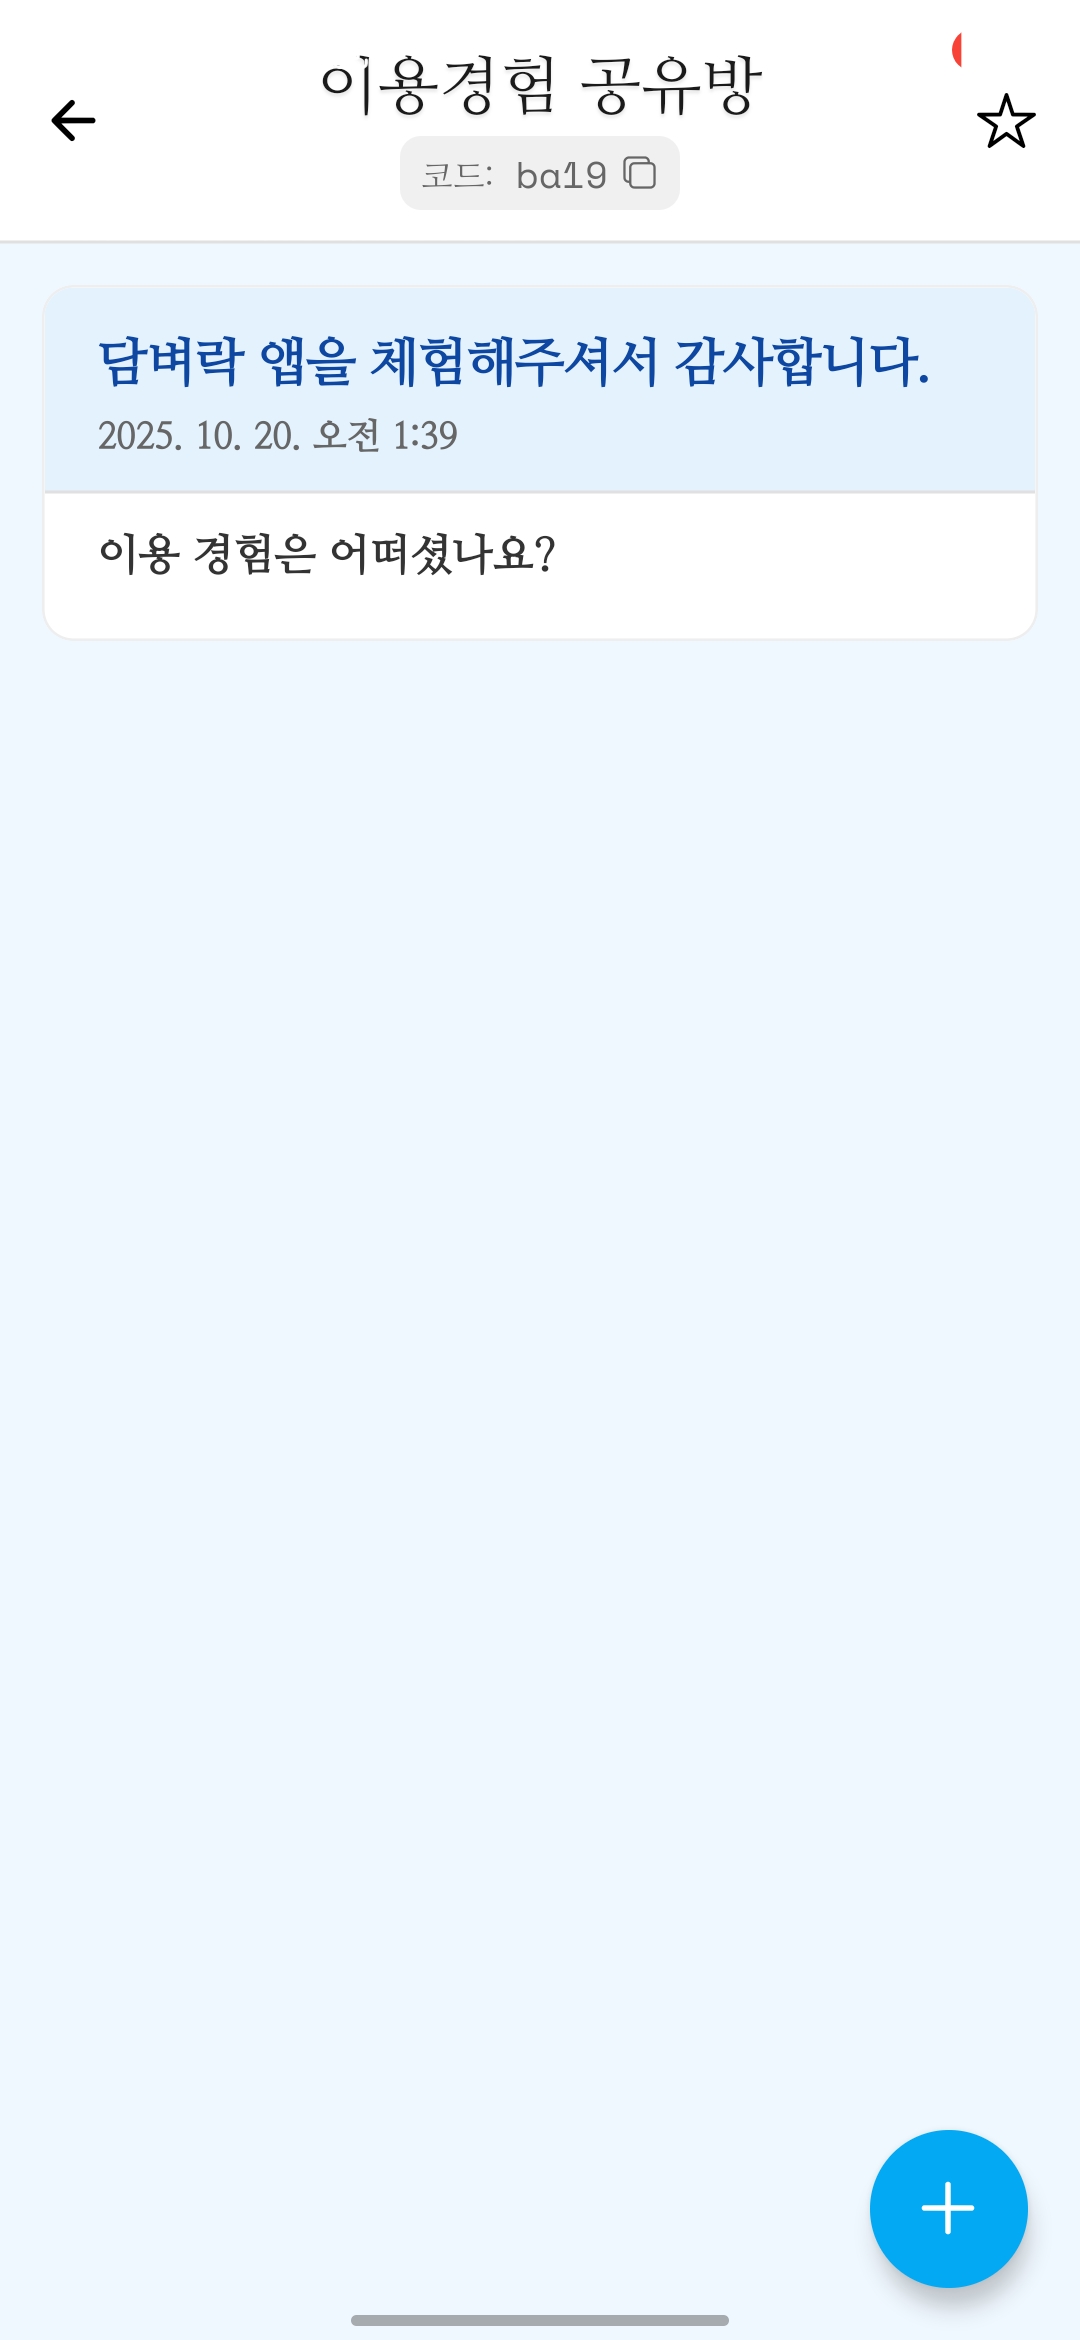 이용경험 공유방
코드: ba19
담벼락 앱을 체험해주셔서 감사합니다.
2025. 10. 20. 오전 1:39
이용 경험은 어떠셨나요?